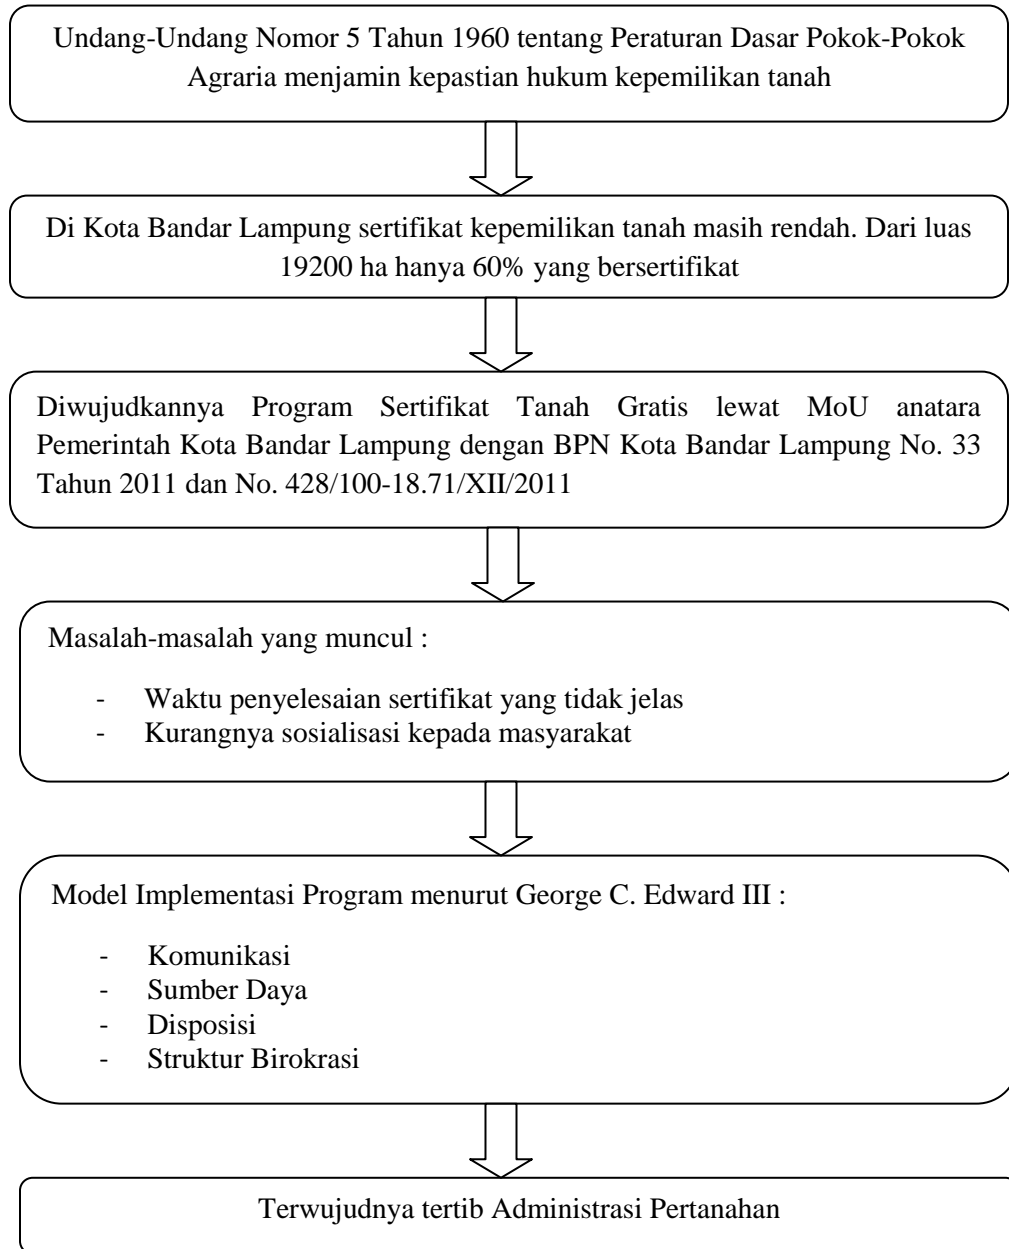 Undang-Undang Nomor 5 Tahun 1960 tentang Peraturan Dasar Pokok-Pokok
Agraria menjamin kepastian hukum kepemilikan tanah
Di Kota Bandar Lampung sertifikat kepemilikan tanah masih rendah. Dari luas
19200 ha hanya 60% yang bersertifikat
Diwujudkannya Program Sertifikat Tanah Gratis lewat MoU anatara
Pemerintah Kota Bandar Lampung dengan BPN Kota Bandar Lampung No. 33
Tahun 2011 dan No. 428/100-18.71/XII/2011
Masalah-masalah yang muncul :
- Waktu penyelesaian sertifikat yang tidak jelas
- Kurangnya sosialisasi kepada masyarakat
Model Implementasi Program menurut George C. Edward III :
- Komunikasi
- Sumber Daya
- Disposisi
- Struktur Birokrasi
Terwujudnya tertib Administrasi Pertanahan